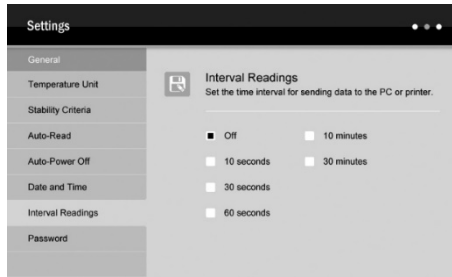 Settings
General
Temperature Unit
Stability Criteria
Auto-Read
Auto-Power Off
Date and Time
Interval Readings
Password
Interval Readings
Set the time interval for sending data to the PC or printer.
Off
10 minutes
10 seconds
30 minutes
30 seconds
60 seconds